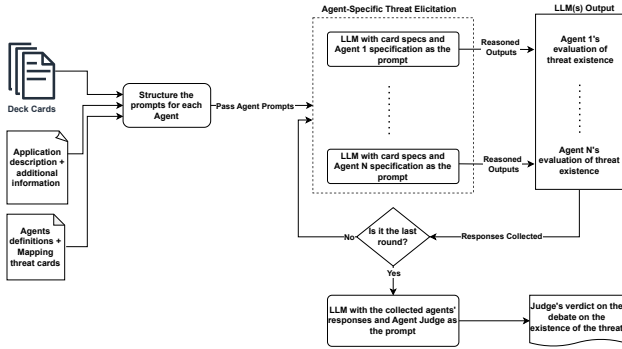 Agent-Specific Threat Elicitation
LLM(s) Output
LLM with card specs and
Agent 1 specification as the
prompt
Reasoned
Outputs
Agent 1's
evaluation of
threat existence
Deck Cards
Structure the
prompts for each
Agent
Pass Agent Prompts
Application
description +
additional
information
LLM with card specs and
Agent N specification as the
prompt
Reasoned
Outputs
Agent N's
evaluation of threat
existence
Agents
definitions +
Mapping
threat cards
Is it the last
round?
No
Responses Collected
Yes
LLM with the collected agents'
responses and Agent Judge as
the prompt
Judge's verdict on the
debate on the
existence of the threat